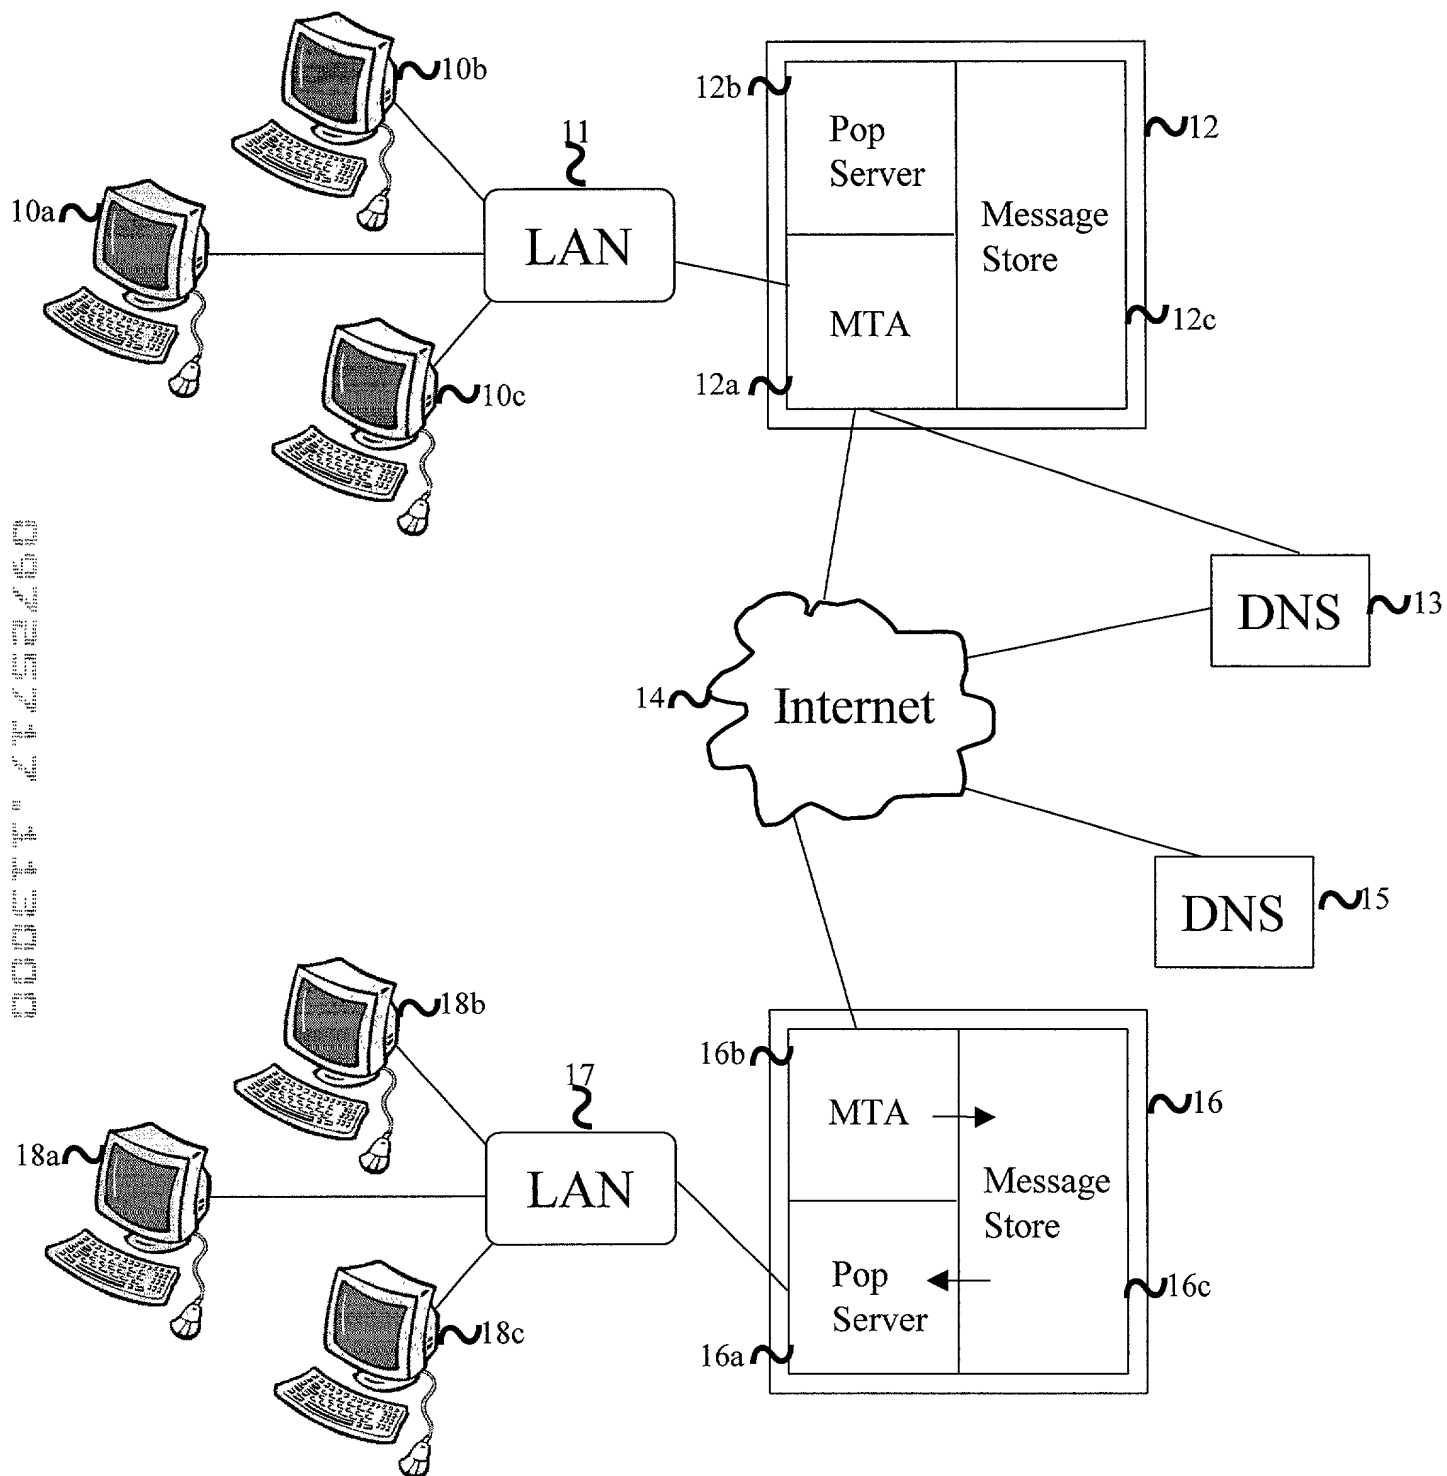 10b
12b
11
Pop
Server
12
10a
LAN
Message
Store
MTA
12c
12a
10c
DNS
13
14
Internet
DNS
15
18b
16b
17
MTA
16
18a
LAN
Message
Store
Pop
Server
16c
18c
16a